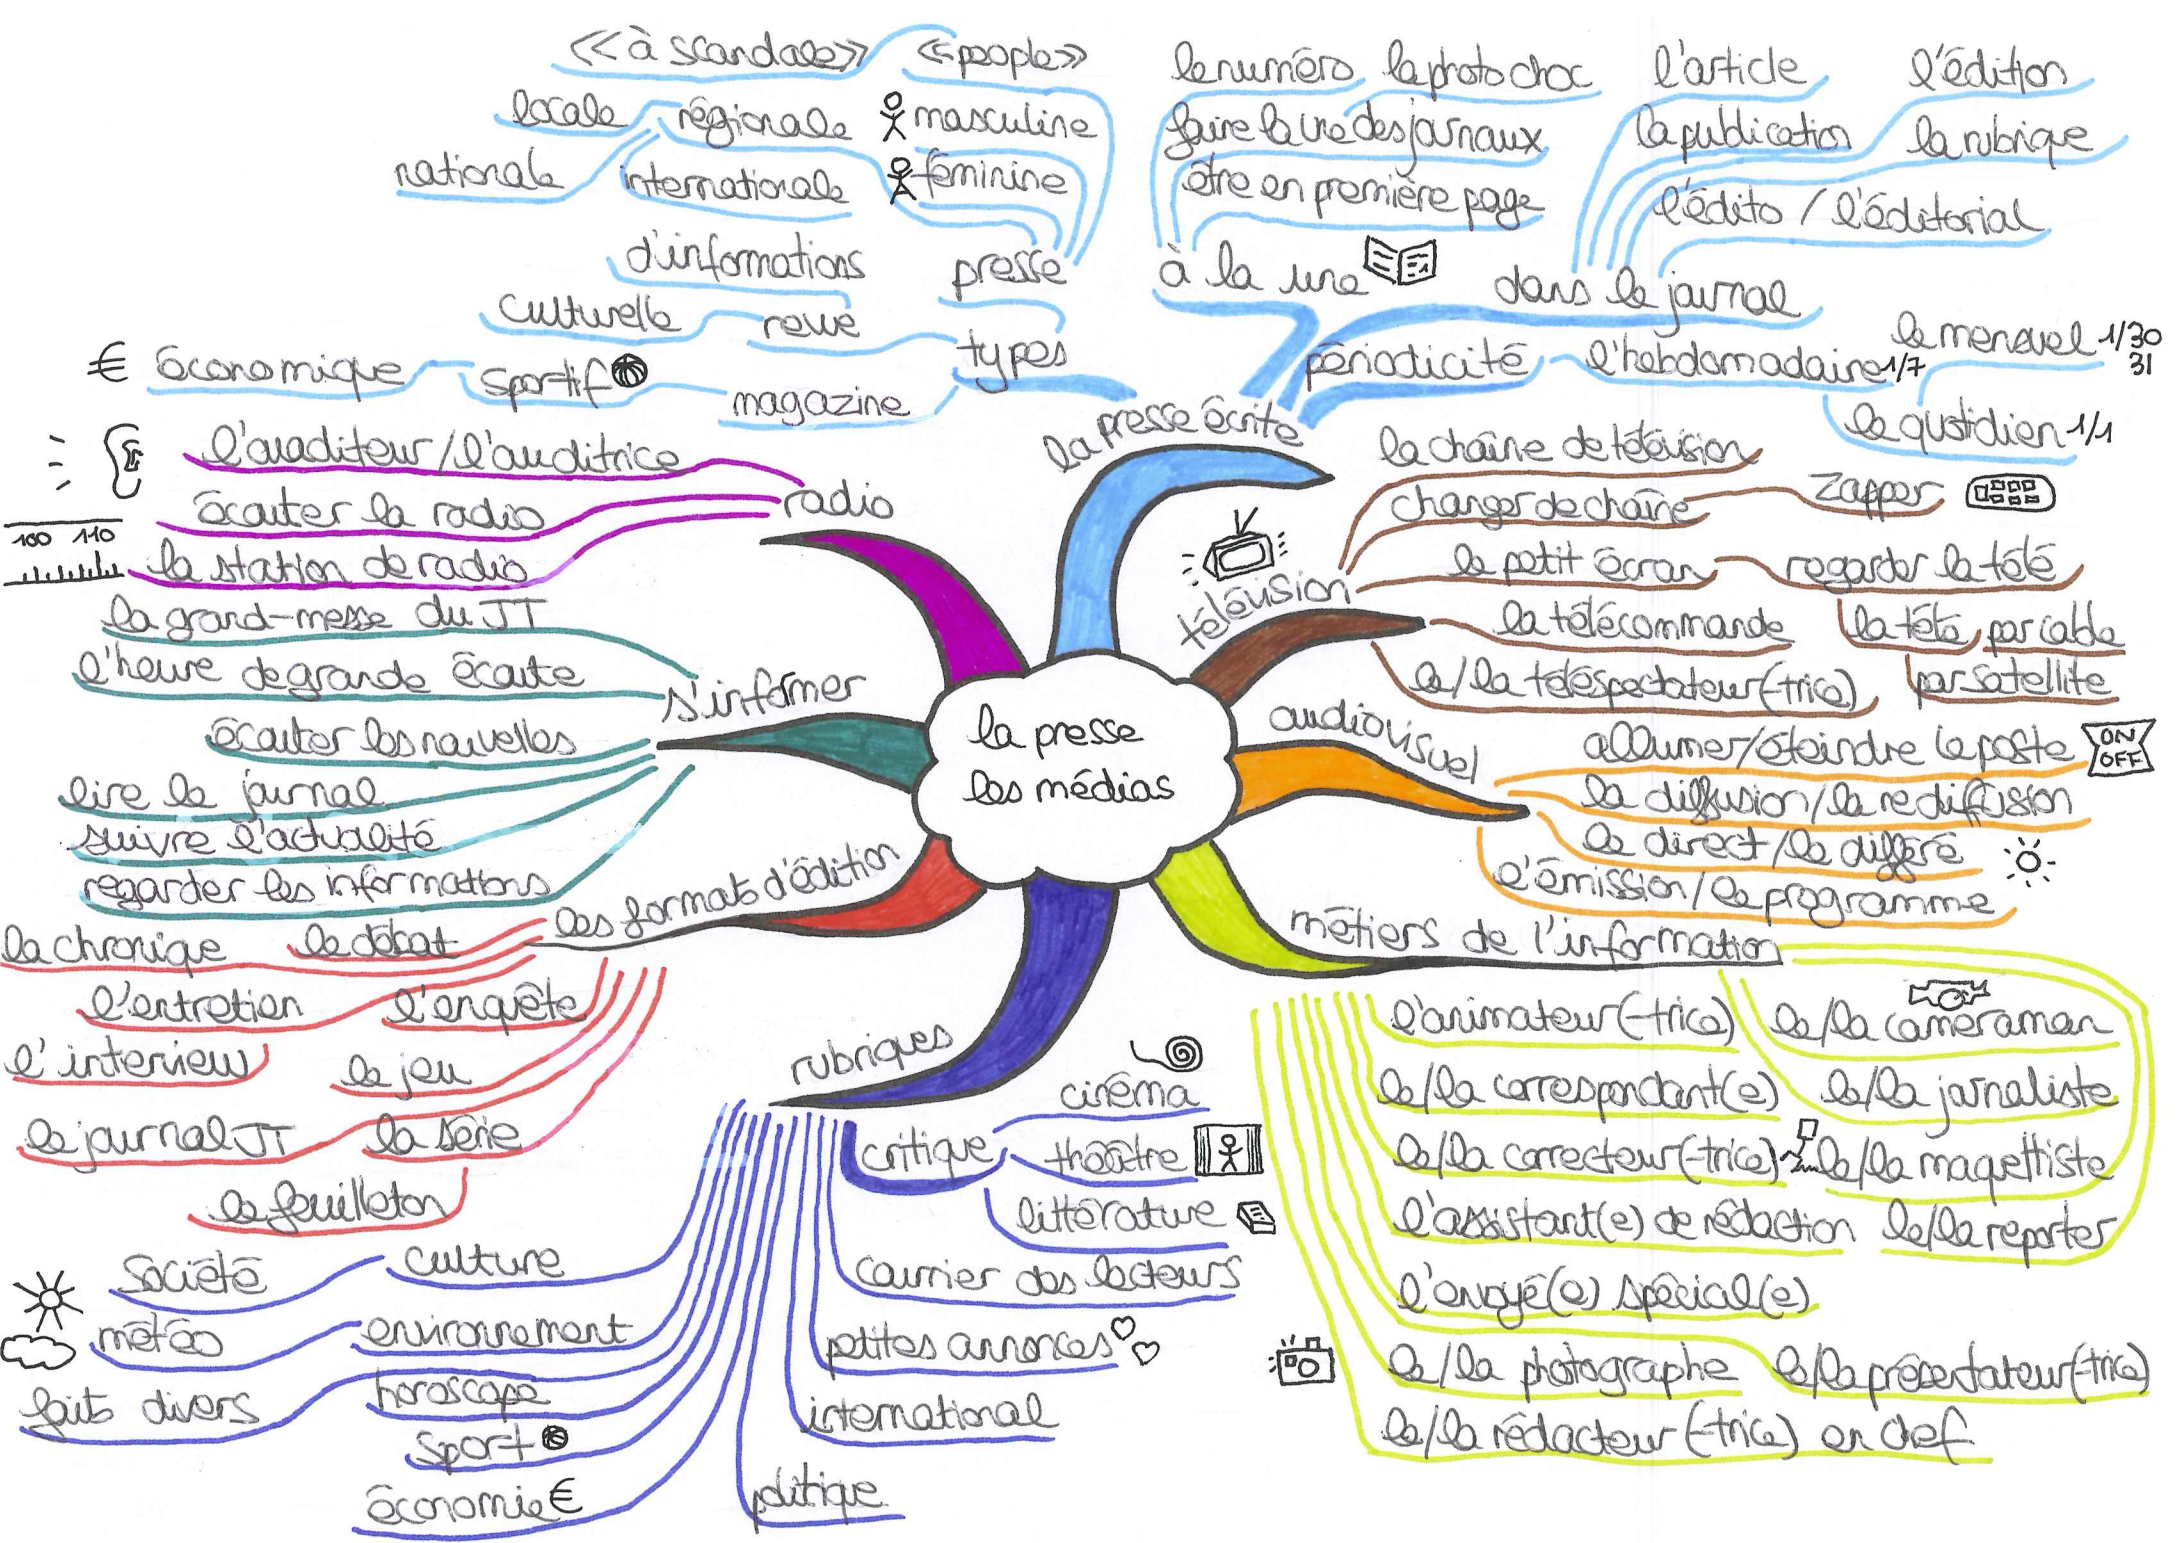 la presse
les médias
la presse écrite
types
presse
« à scandale »
« people »
locale
régionale
masculine
nationale
internationale
féminine
revue
d'informations
culturelle
magazine
sportif
€ économique
à la une
le numéro
la photo choc
faire la une des journaux
être en première page
1
dans le journal
l'article
l'édition
la publication
la rubrique
l'édito / l'éditorial
périodicité
l'hebdomadaire 1/7
le mensuel 1/30
31
le quotidien 1/1
télévision
la chaîne de télévision
changer de chaîne
zapper
le petit écran
regarder la télé
la télé par cable
par satellite
la télécommande
le/la téléspectateur(-trice)
audiovisuel
allumer/éteindre le poste
ON
OFF
la diffusion/la rediffusion
le direct/le différé
l'émission/le programme
métiers de l'information
l'animateur(-trice)
le/la cameraman
le/la correspondant(e)
le/la journaliste
le/la correcteur(-trice)
le/la maquettiste
l'assistant(e) de rédaction
le/la reporter
l'envoyé(e) spécial(e)
le/la photographe
le/la présentateur(-trice)
le/la rédacteur(-trice) en chef
rubriques
critique
cinéma
théâtre
littérature
courrier des lecteurs
petites annonces
international
politique
culture
société
environnement
météo
faits divers
horoscope
sport
économie €
les formats d'édition
la chronique
le débat
l'entretien
l'enquête
l'interview
le jeu
le journal JT
la série
le feuilleton
s'informer
la grand-messe du JT
l'heure de grande écoute
écouter les nouvelles
lire le journal
suivre l'actualité
regarder les informations
radio
l'auditeur/l'auditrice
écouter la radio
la station de radio
100 110